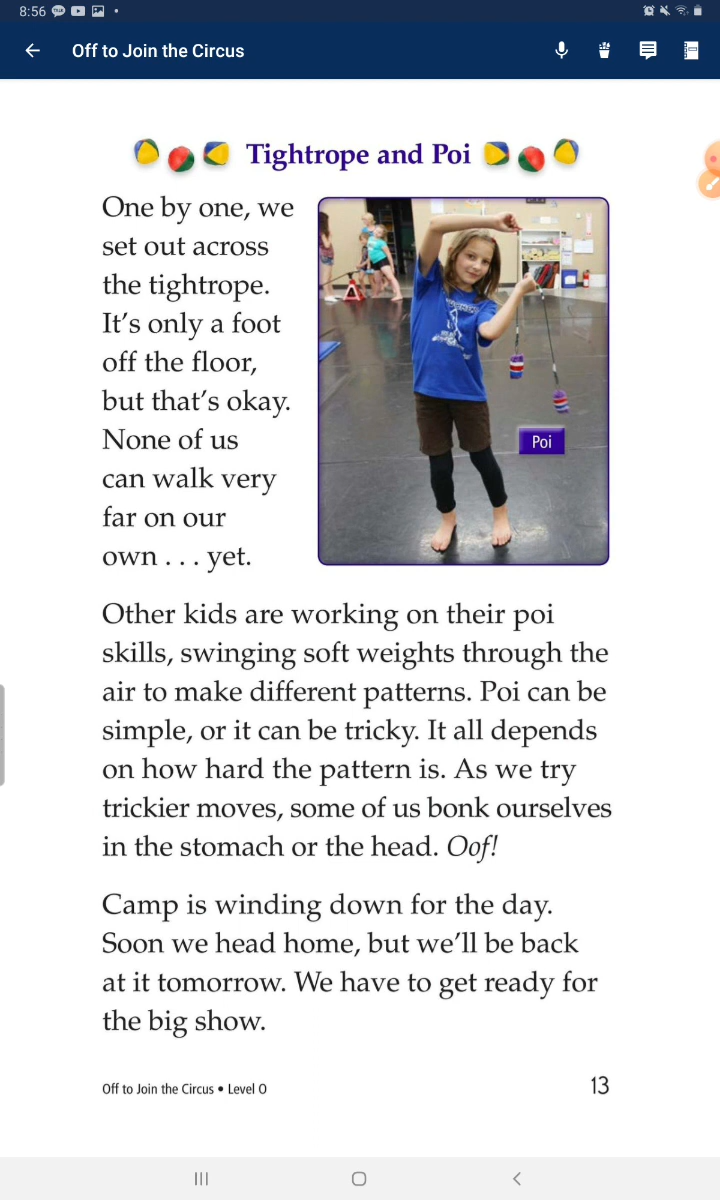 8:56
Off to Join the Circus
Tightrope and Poi
One by one, we
set out across
the tightrope.
It's only a foot
off the floor,
but that's okay.
None of us
can walk very
far on our
own . . . yet.
Poi
Other kids are working on their poi
skills, swinging soft weights through the
air to make different patterns. Poi can be
simple, or it can be tricky. It all depends
on how hard the pattern is. As we try
trickier moves, some of us bonk ourselves
in the stomach or the head. Oof!
Camp is winding down for the day.
Soon we head home, but we'll be back
at it tomorrow. We have to get ready for
the big show.
Off to Join the Circus • Level O
13